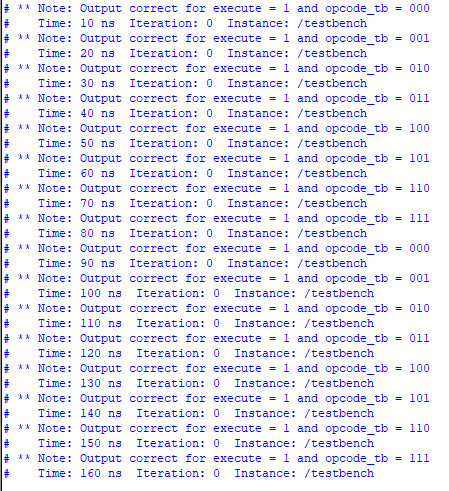 # ** Note: Output correct for execute = 1 and opcode_tb = 000
#    Time: 10 ns  Iteration: 0  Instance: /testbench
# ** Note: Output correct for execute = 1 and opcode_tb = 001
#    Time: 20 ns  Iteration: 0  Instance: /testbench
# ** Note: Output correct for execute = 1 and opcode_tb = 010
#    Time: 30 ns  Iteration: 0  Instance: /testbench
# ** Note: Output correct for execute = 1 and opcode_tb = 011
#    Time: 40 ns  Iteration: 0  Instance: /testbench
# ** Note: Output correct for execute = 1 and opcode_tb = 100
#    Time: 50 ns  Iteration: 0  Instance: /testbench
# ** Note: Output correct for execute = 1 and opcode_tb = 101
#    Time: 60 ns  Iteration: 0  Instance: /testbench
# ** Note: Output correct for execute = 1 and opcode_tb = 110
#    Time: 70 ns  Iteration: 0  Instance: /testbench
# ** Note: Output correct for execute = 1 and opcode_tb = 111
#    Time: 80 ns  Iteration: 0  Instance: /testbench
# ** Note: Output correct for execute = 1 and opcode_tb = 000
#    Time: 90 ns  Iteration: 0  Instance: /testbench
# ** Note: Output correct for execute = 1 and opcode_tb = 001
#    Time: 100 ns  Iteration: 0  Instance: /testbench
# ** Note: Output correct for execute = 1 and opcode_tb = 010
#    Time: 110 ns  Iteration: 0  Instance: /testbench
# ** Note: Output correct for execute = 1 and opcode_tb = 011
#    Time: 120 ns  Iteration: 0  Instance: /testbench
# ** Note: Output correct for execute = 1 and opcode_tb = 100
#    Time: 130 ns  Iteration: 0  Instance: /testbench
# ** Note: Output correct for execute = 1 and opcode_tb = 101
#    Time: 140 ns  Iteration: 0  Instance: /testbench
# ** Note: Output correct for execute = 1 and opcode_tb = 110
#    Time: 150 ns  Iteration: 0  Instance: /testbench
# ** Note: Output correct for execute = 1 and opcode_tb = 111
#    Time: 160 ns  Iteration: 0  Instance: /testbench